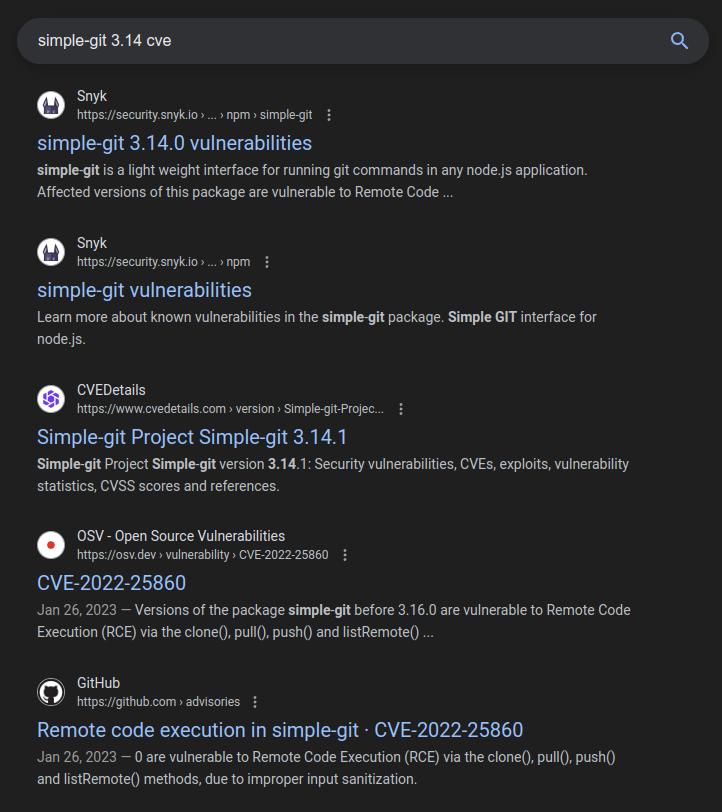 simple-git 3.14 cve
Snyk
https://security.snyk.io › ... › npm › simple-git
simple-git 3.14.0 vulnerabilities
simple-git is a light weight interface for running git commands in any node.js application.
Affected versions of this package are vulnerable to Remote Code ...
Snyk
https://security.snyk.io › ... › npm
simple-git vulnerabilities
Learn more about known vulnerabilities in the simple-git package. Simple GIT interface for
node.js.
CVEDetails
https://www.cvedetails.com › version › Simple-git-Projec...
Simple-git Project Simple-git 3.14.1
Simple-git Project Simple-git version 3.14.1: Security vulnerabilities, CVEs, exploits, vulnerability
statistics, CVSS scores and references.
OSV - Open Source Vulnerabilities
https://osv.dev › vulnerability › CVE-2022-25860
CVE-2022-25860
Jan 26, 2023 — Versions of the package simple-git before 3.16.0 are vulnerable to Remote Code
Execution (RCE) via the clone(), pull(), push() and listRemote() ...
GitHub
https://github.com › advisories
Remote code execution in simple-git · CVE-2022-25860
Jan 26, 2023 — 0 are vulnerable to Remote Code Execution (RCE) via the clone(), pull(), push()
and listRemote() methods, due to improper input sanitization.